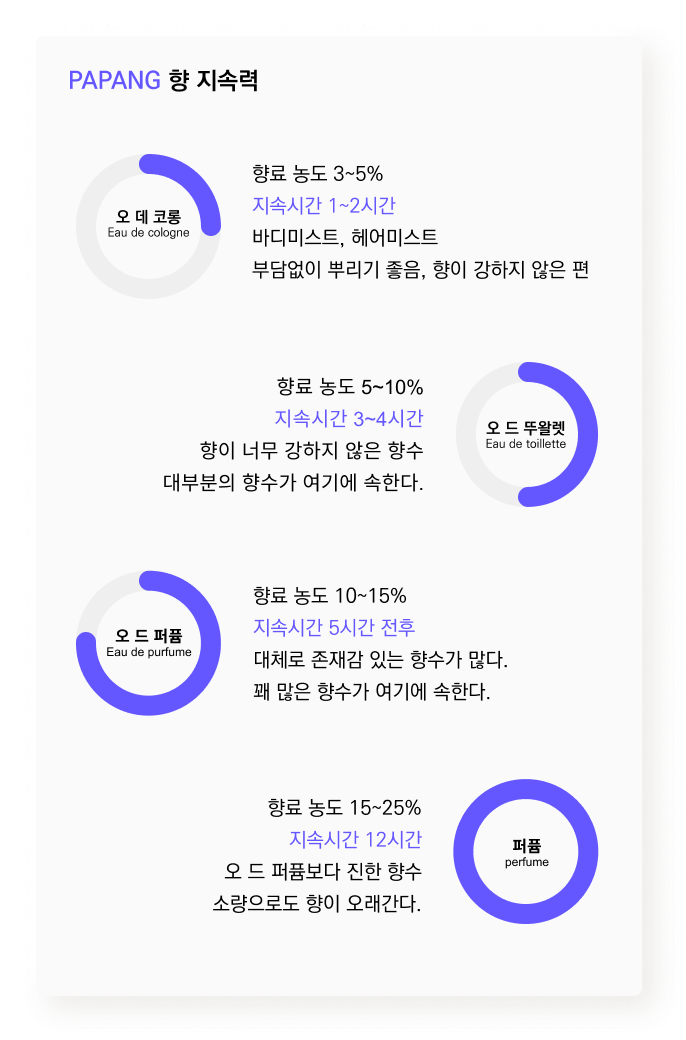 PAPANG 향 지속력
오 데 코롱
Eau de cologne
향료 농도 3~5%
지속시간 1~2시간
바디미스트, 헤어미스트
부담없이 뿌리기 좋음, 향이 강하지 않은 편
향료 농도 5~10%
지속시간 3~4시간
향이 너무 강하지 않은 향수
대부분의 향수가 여기에 속한다.
오 드 뚜왈렛
Eau de toillette
오 드 퍼퓸
Eau de purfume
향료 농도 10~15%
지속시간 5시간 전후
대체로 존재감 있는 향수가 많다.
꽤 많은 향수가 여기에 속한다.
향료 농도 15~25%
지속시간 12시간
오 드 퍼퓸보다 진한 향수
소량으로도 향이 오래간다.
퍼퓸
perfume